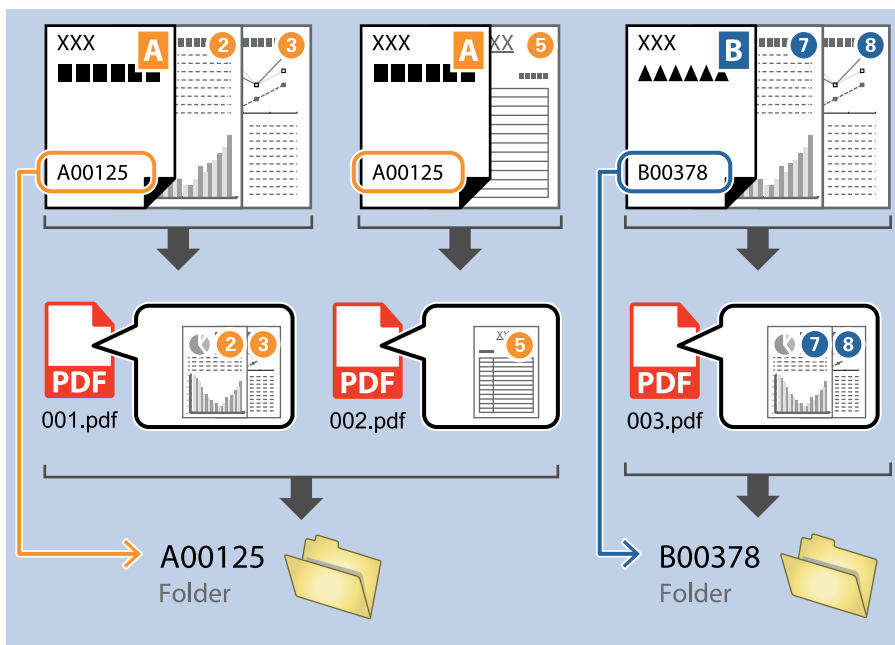 XXX A 2 3
A00125
XXX A XX 5
A00125
XXX B 7 8
B00378
PDF 2 3
001.pdf
PDF XX 5
002.pdf
PDF 7 8
003.pdf
A00125
Folder
B00378
Folder